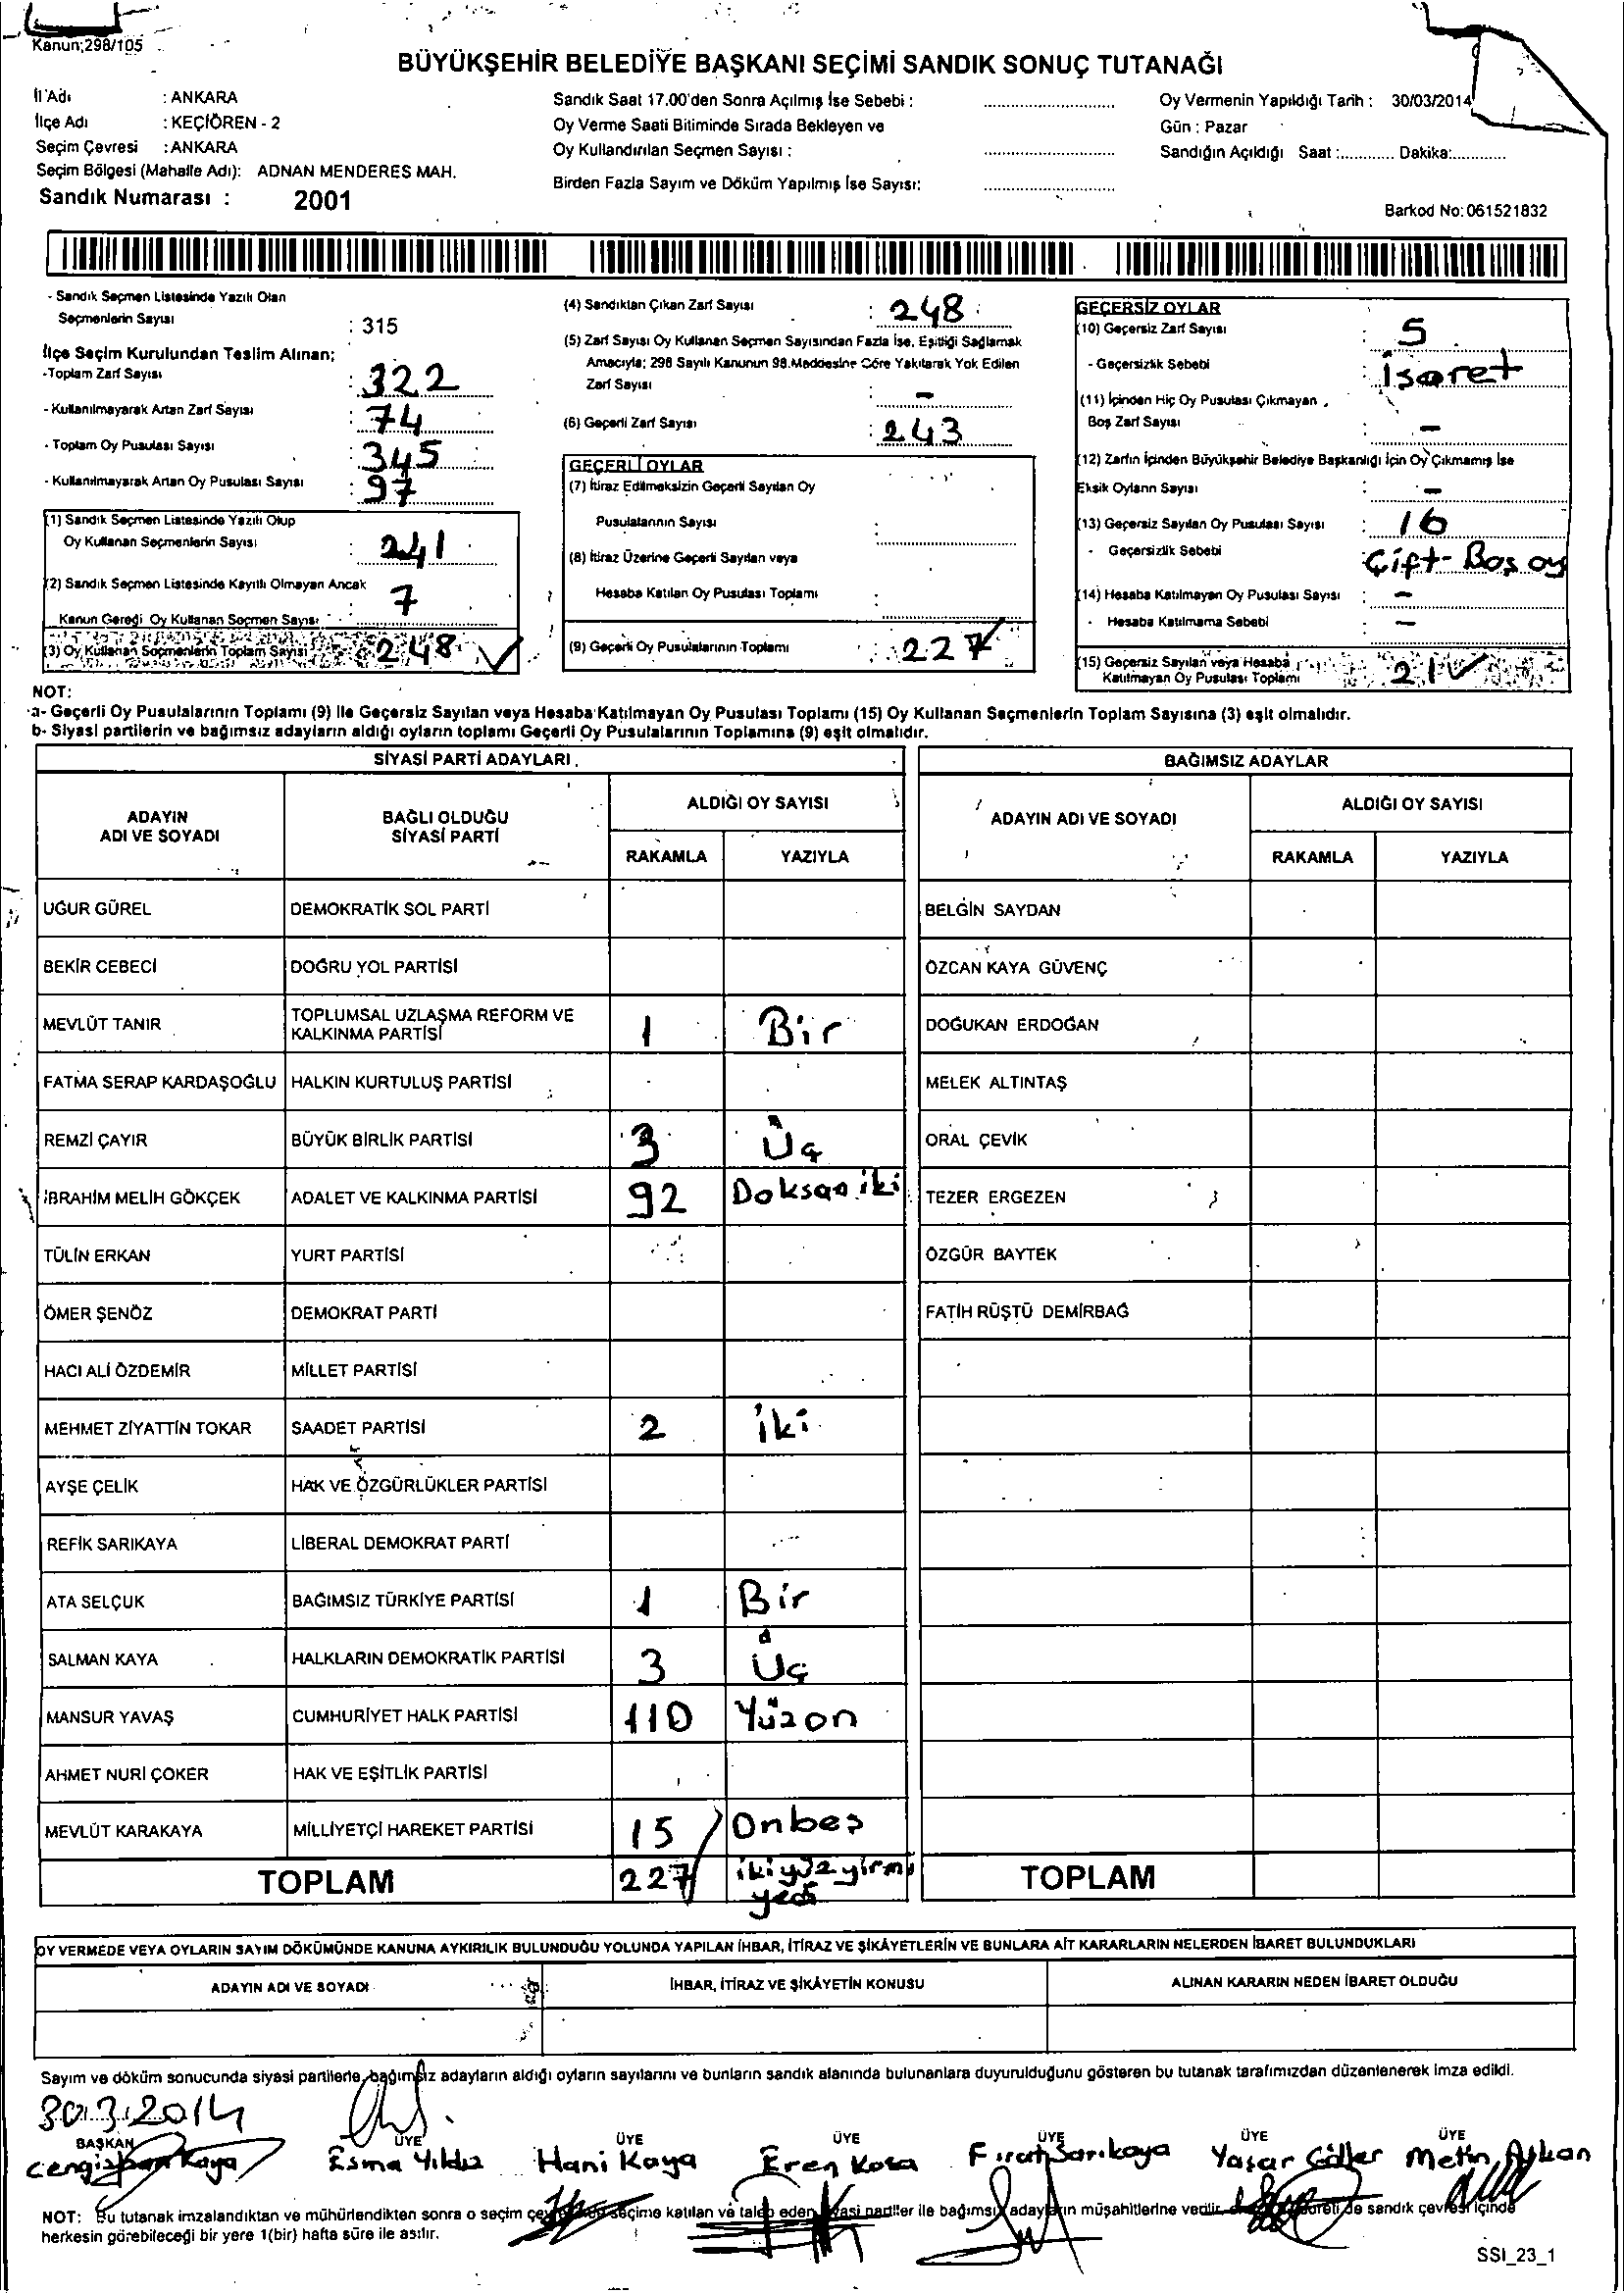 Kanun;298/105
BÜYÜKŞEHİR BELEDİYE BAŞKANI SEÇİMİ SANDIK SONUÇ TUTANAĞI
İl Adı : ANKARA
İlçe Adı : KEÇİÖREN - 2
Seçim Çevresi : ANKARA
Seçim Bölgesi (Mahalle Adı): ADNAN MENDERES MAH.
Sandık Numarası : 2001
Sandık Saat 17.00'den Sonra Açılmış İse Sebebi :
Oy Verme Saati Bitiminde Sırada Bekleyen ve
Oy Kullandırılan Seçmen Sayısı :
Birden Fazla Sayım ve Döküm Yapılmış İse Sayısı:
Oy Vermenin Yapıldığı Tarih : 30/03/2014
Gün : Pazar
Sandığın Açıldığı Saat :............ Dakika:............
Barkod No: 061521832
- Sandık Seçmen Listesinde Yazılı Olan
Seçmenlerin Sayısı : 315
İlçe Seçim Kurulundan Teslim Alınan;
-Toplam Zarf Sayısı : 322
- Kullanılmayarak Artan Zarf Sayısı : 74
- Toplam Oy Pusulası Sayısı : 345
- Kullanılmayarak Artan Oy Pusulası Sayısı : 97
(1) Sandık Seçmen Listesinde Yazılı Olup
Oy Kullanan Seçmenlerin Sayısı : 241
(2) Sandık Seçmen Listesinde Kayıtlı Olmayan Ancak
Kanun Gereği Oy Kullanan Seçmen Sayısı : 7
(3) Oy Kullanan Seçmenlerin Toplam Sayısı : 248
(4) Sandıktan Çıkan Zarf Sayısı : 248
(5) Zarf Sayısı Oy Kullanan Seçmen Sayısından Fazla İse, Eşitliği Sağlamak
Amacıyla; 298 Sayılı Kanunun 98.Maddesine Göre Yakılarak Yok Edilen
Zarf Sayısı : -
(6) Geçerli Zarf Sayısı : 243
GEÇERLİ OYLAR
(7) İtiraz Edilmeksizin Geçerli Sayılan Oy
Pusulalarının Sayısı :
(8) İtiraz Üzerine Geçerli Sayılan veya
Hesaba Katılan Oy Pusulası Toplamı :
(9) Geçerli Oy Pusulalarının Toplamı : 227
GEÇERSİZ OYLAR
(10) Geçersiz Zarf Sayısı : 5
- Geçersizlik Sebebi : İşaret
(11) İçinden Hiç Oy Pusulası Çıkmayan
Boş Zarf Sayısı : -
(12) Zarfın İçinden Büyükşehir Belediye Başkanlığı İçin Oy Çıkmamış İse
Eksik Oyların Sayısı : -
(13) Geçersiz Sayılan Oy Pusulası Sayısı : 16
- Geçersizlik Sebebi : Çift-Boş oy
(14) Hesaba Katılmayan Oy Pusulası Sayısı : -
- Hesaba Katılmama Sebebi : -
(15) Geçersiz Sayılan veya Hesaba
Katılmayan Oy Pusulası Toplamı : 21
NOT:
a- Geçerli Oy Pusulalarının Toplamı (9) İle Geçersiz Sayılan veya Hesaba Katılmayan Oy Pusulası Toplamı (15) Oy Kullanan Seçmenlerin Toplam Sayısına (3) eşit olmalıdır.
b- Siyasi partilerin ve bağımsız adayların aldığı oyların toplamı Geçerli Oy Pusulalarının Toplamına (9) eşit olmalıdır.
SİYASİ PARTİ ADAYLARI
ADAYIN ADI VE SOYADI BAĞLI OLDUĞU SİYASİ PARTİ ALDIĞI OY SAYISI
RAKAMLA YAZIYLA
UĞUR GÜREL DEMOKRATİK SOL PARTİ
BEKİR CEBECİ DOĞRU YOL PARTİSİ
MEVLÜT TANIR TOPLUMSAL UZLAŞMA REFORM VE KALKINMA PARTİSİ 1 Bir
FATMA SERAP KARDAŞOĞLU HALKIN KURTULUŞ PARTİSİ
REMZİ ÇAYIR BÜYÜK BİRLİK PARTİSİ 3 Üç
İBRAHİM MELİH GÖKÇEK ADALET VE KALKINMA PARTİSİ 92 Doksan iki
TÜLİN ERKAN YURT PARTİSİ
ÖMER ŞENÖZ DEMOKRAT PARTİ
HACI ALİ ÖZDEMİR MİLLET PARTİSİ
MEHMET ZİYATTİN TOKAR SAADET PARTİSİ 2 iki
AYŞE ÇELİK HAK VE ÖZGÜRLÜKLER PARTİSİ
REFİK SARIKAYA LİBERAL DEMOKRAT PARTİ
ATA SELÇUK BAĞIMSIZ TÜRKİYE PARTİSİ 1 Bir
SALMAN KAYA HALKLARIN DEMOKRATİK PARTİSİ 3 Üç
MANSUR YAVAŞ CUMHURİYET HALK PARTİSİ 110 Yüzon
AHMET NURİ ÇOKER HAK VE EŞİTLİK PARTİSİ
MEVLÜT KARAKAYA MİLLİYETÇİ HAREKET PARTİSİ 15 Onbeş
TOPLAM 227 ikiyüzyirmi yedi
BAĞIMSIZ ADAYLAR
ADAYIN ADI VE SOYADI ALDIĞI OY SAYISI
RAKAMLA YAZIYLA
BELGİN SAYDAN
ÖZCAN KAYA GÜVENÇ
DOĞUKAN ERDOĞAN
MELEK ALTINTAŞ
ORAL ÇEVİK
TEZER ERGEZEN
ÖZGÜR BAYTEK
FATİH RÜŞTÜ DEMİRBAĞ
TOPLAM
OY VERMEDE VEYA OYLARIN SAYIM DÖKÜMÜNDE KANUNA AYKIRILIK BULUNDUĞU YOLUNDA YAPILAN İHBAR, İTİRAZ VE ŞİKÂYETLERİN VE BUNLARA AİT KARARLARIN NELERDEN İBARET BULUNDUKLARI
ADAYIN ADI VE SOYADI İHBAR, İTİRAZ VE ŞİKÂYETİN KONUSU ALINAN KARARIN NEDEN İBARET OLDUĞU
Sayım ve döküm sonucunda siyasi partilerle, bağımsız adayların aldığı oyların sayılarını ve bunların sandık alanında bulunanlara duyurulduğunu gösteren bu tutanak tarafımızdan düzenlenerek imza edildi.
30.3.2014
BAŞKAN ÜYE ÜYE ÜYE ÜYE ÜYE ÜYE
Cengizhan Kaya Esma Yıldız Hani Kaya Eren Kosa Fırat Sarıkaya Yaşar Güller Metin Aşkan
NOT: Bu tutanak imzalandıktan ve mühürlendikten sonra o seçim seçime katılan ve talep eden siyasi partiler ile bağımsız adayların müşahitlerine verilir. sureti de sandık çevresi içinde
herkesin görebileceği bir yere 1(bir) hafta süre ile asılır.
SSI_23_1